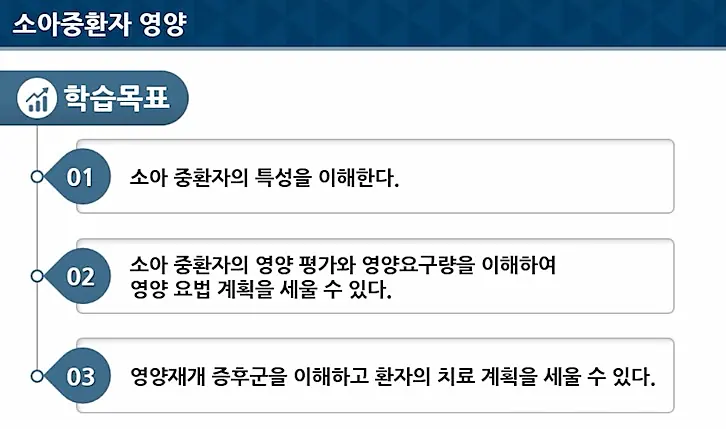 소아중환자 영양
학습목표
01
소아 중환자의 특성을 이해한다.
02
소아 중환자의 영양 평가와 영양요구량을 이해하여
영양 요법 계획을 세울 수 있다.
03
영양재개 증후군을 이해하고 환자의 치료 계획을 세울 수 있다.